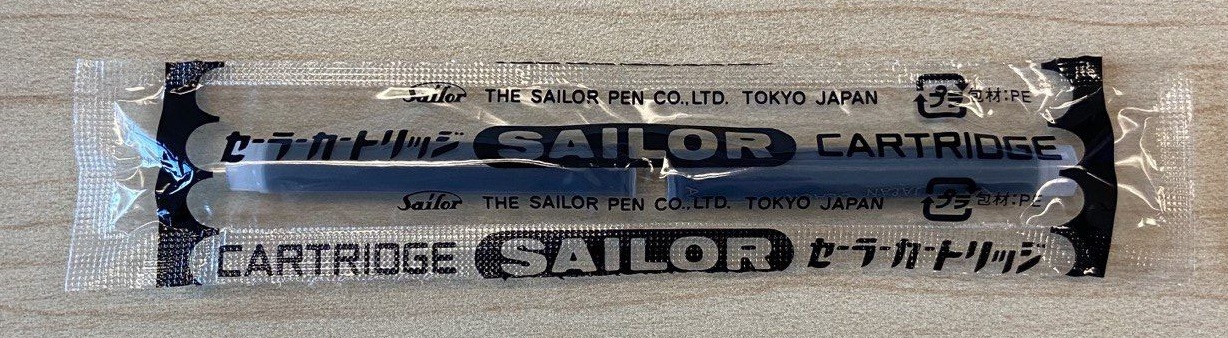 Sailor THE SAILOR PEN CO.,LTD. TOKYO JAPAN プラ 包材:PE
セーラーカートリッジ SAILOR CARTRIDGE
JAPAN
Sailor THE SAILOR PEN CO.,LTD. TOKYO JAPAN プラ 包材:PE
CARTRIDGE SAILOR セーラーカートリッジ